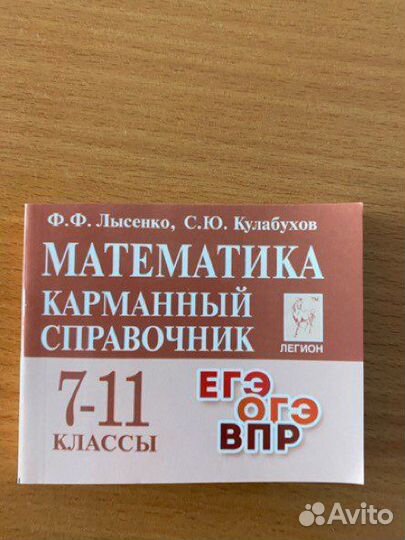 Ф.Ф. Лысенко, С.Ю. Кулабухов
МАТЕМАТИКА
КАРМАННЫЙ
СПРАВОЧНИК
ЛЕГИОН
7-11
КЛАССЫ
ЕГЭ
ОГЭ
ВПР
Avito